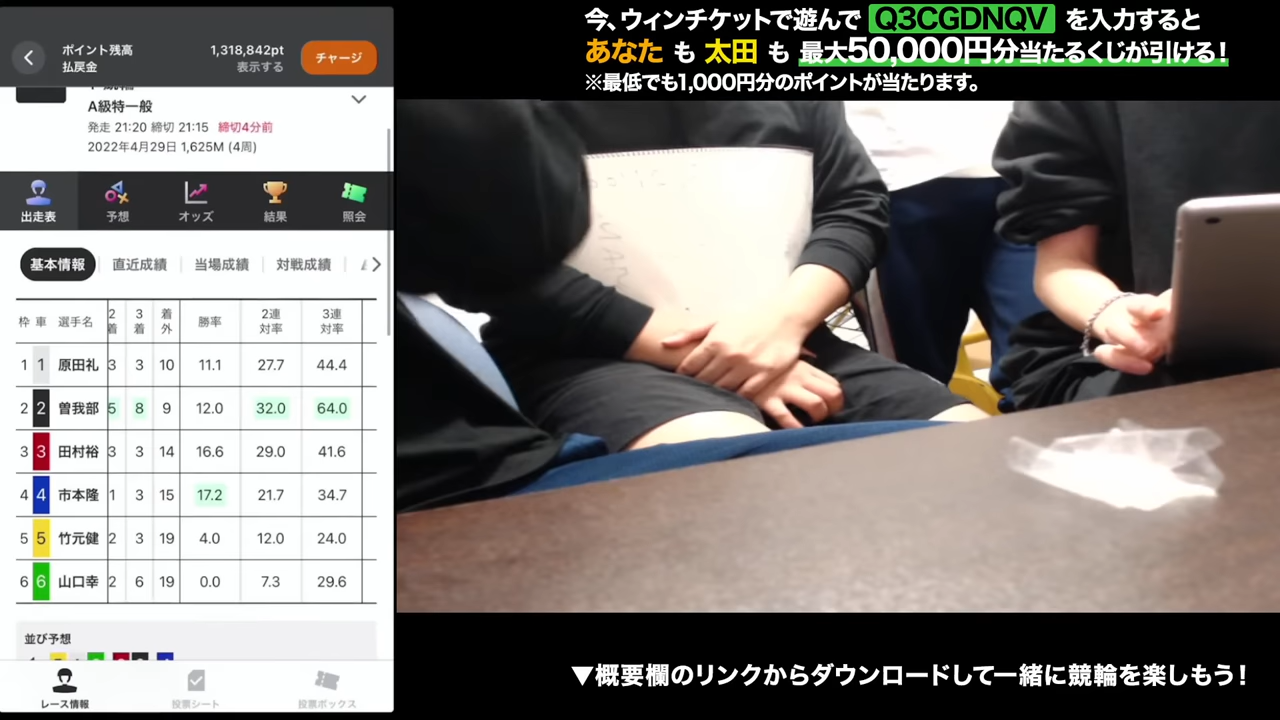 今、ウィンチケットで遊んで Q3CGDNQV を入力すると
あなた も 太田 も 最大50,000円分当たるくじが引ける!
※最低でも1,000円分のポイントが当たります。
ポイント残高 1,318,842pt
払戻金 表示する
チャージ
A級特一般
発走 21:20 締切 21:15 締切4分前
2022年4月29日 1,625M (4周)
出走表 予想 オッズ 結果 照会
基本情報 直近成績 当場成績 対戦成績
枠 車 選手名 2着 3着 着外 勝率 2連対率 3連対率
1 1 原田礼 3 3 10 11.1 27.7 44.4
2 2 曽我部 5 8 9 12.0 32.0 64.0
3 3 田村裕 3 3 14 16.6 29.0 41.6
4 4 市本隆 1 3 15 17.2 21.7 34.7
5 5 竹元健 2 3 19 4.0 12.0 24.0
6 6 山口幸 2 6 19 0.0 7.3 29.6
並び予想
レース情報 投票シート 投票ボックス
▼概要欄のリンクからダウンロードして一緒に競輪を楽しもう!